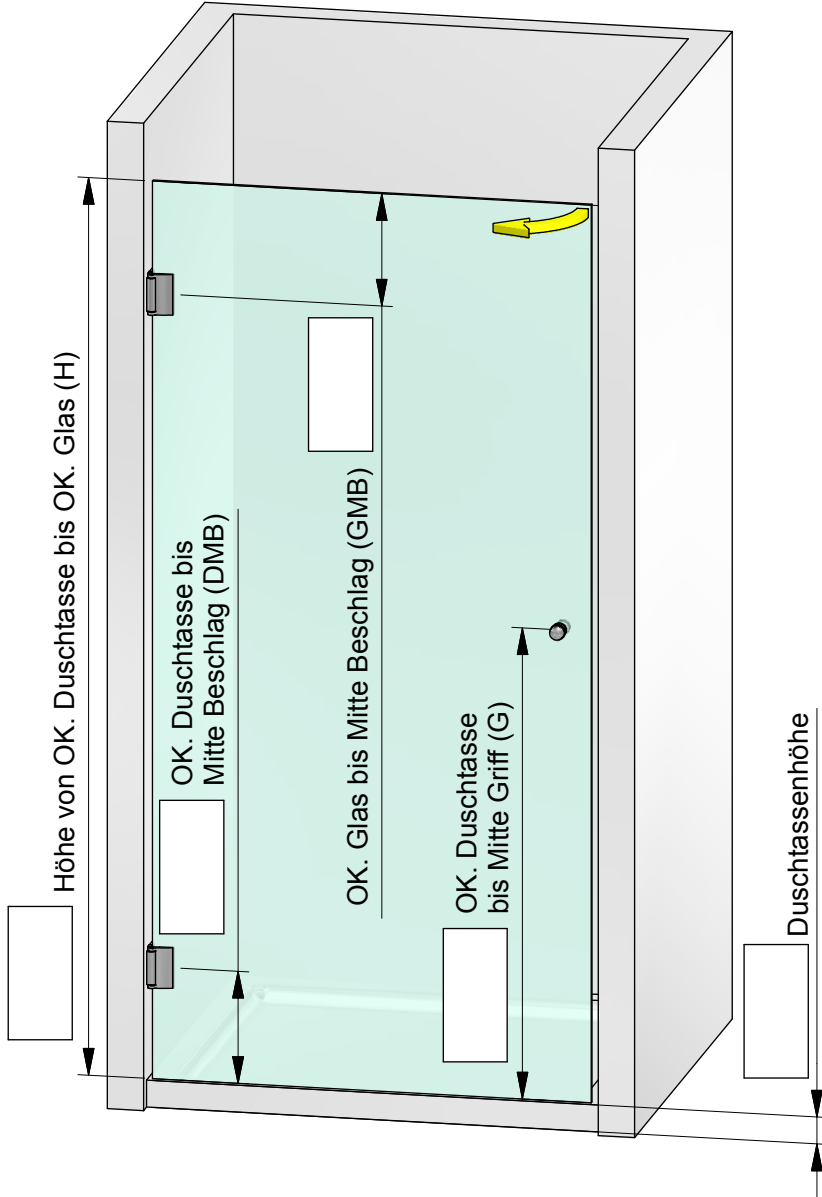 Höhe von OK. Duschtasse bis OK. Glas (H)
OK. Duschtasse bis
Mitte Beschlag (DMB)
OK. Glas bis Mitte Beschlag (GMB)
OK. Duschtasse
bis Mitte Griff (G)
Duschtassenhöhe